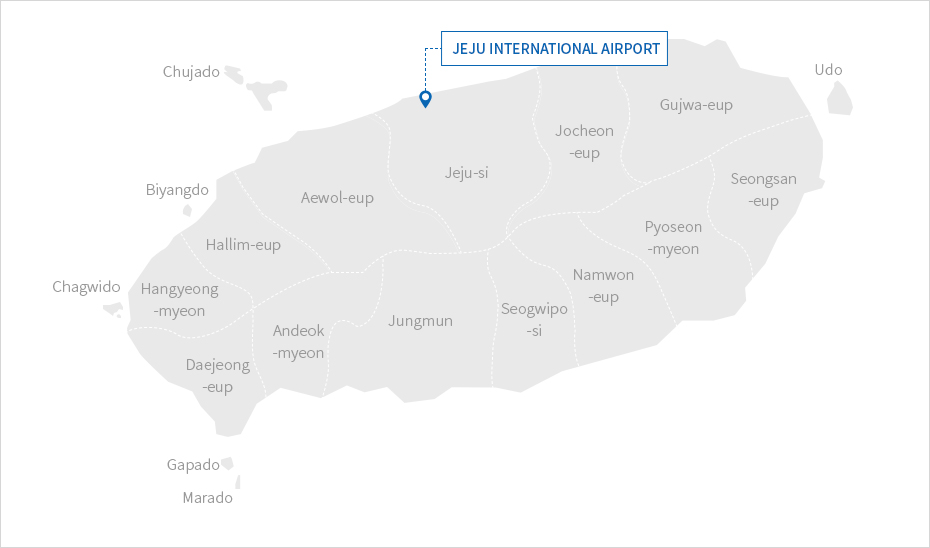 JEJU INTERNATIONAL AIRPORT
Chujado
Udo
Gujwa-eup
Jocheon
-eup
Jeju-si
Seongsan
-eup
Biyangdo
Aewol-eup
Pyoseon
-myeon
Hallim-eup
Namwon
-eup
Chagwido
Hangyeong
-myeon
Seogwipo
-si
Jungmun
Andeok
-myeon
Daejeong
-eup
Gapado
Marado